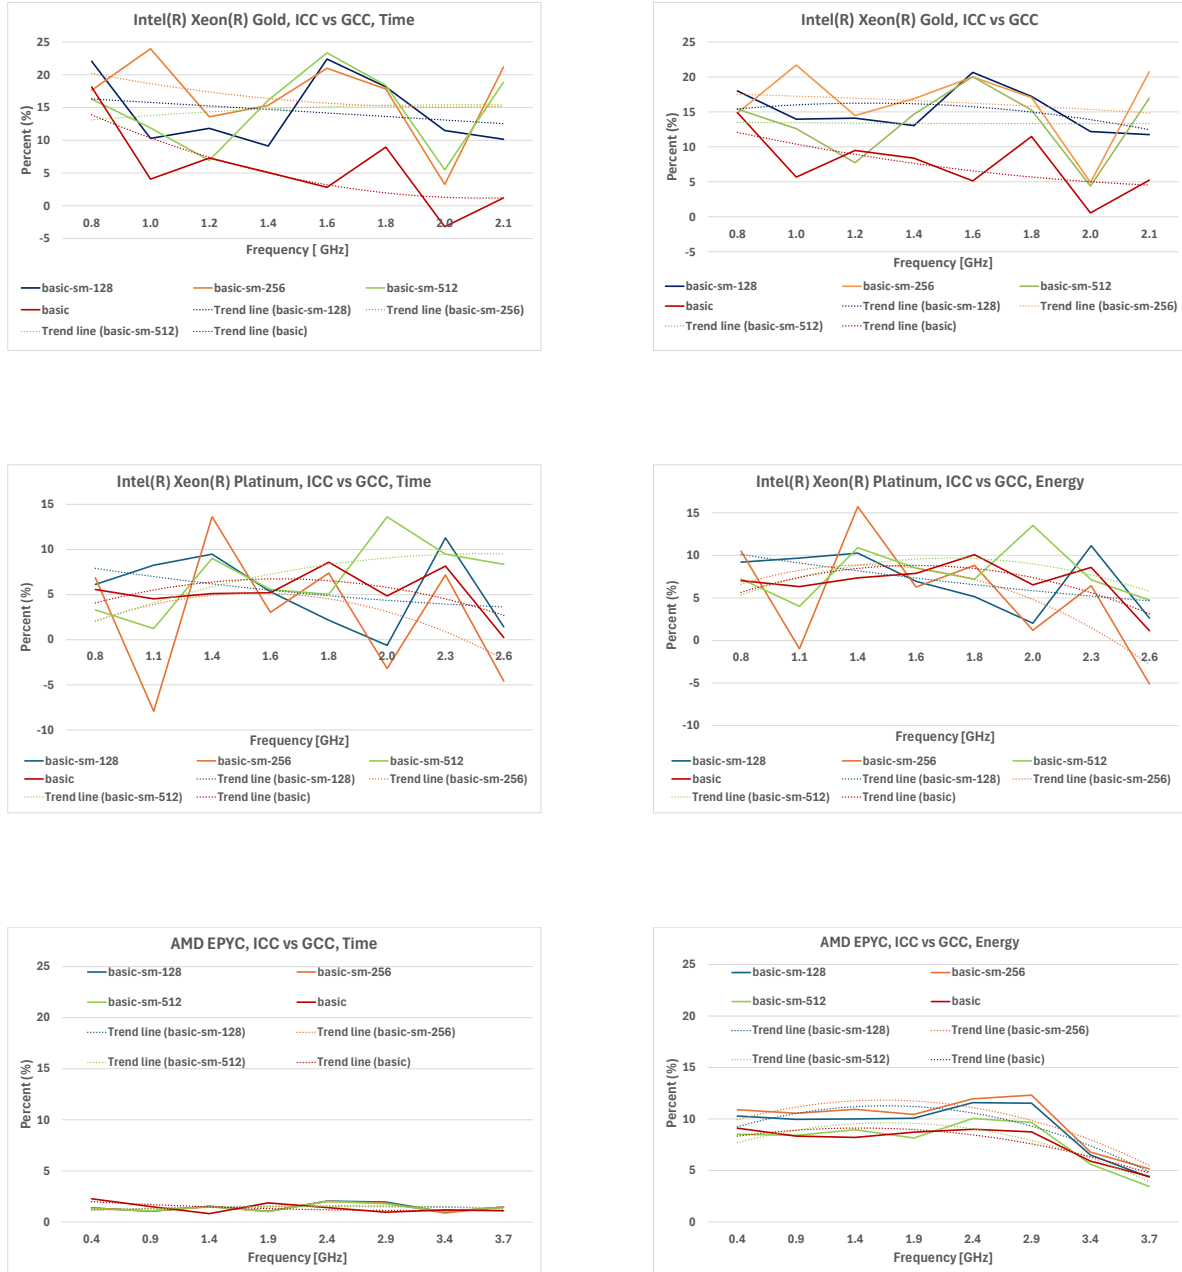 Intel(R) Xeon(R) Gold, ICC vs GCC, Time
25
20
15
10
5
0
-5
Percent (%)
0.8 1.0 1.2 1.4 1.6 1.8 2.0 2.1
Frequency [ GHz]
basic-sm-128 basic-sm-256 basic-sm-512
basic Trend line (basic-sm-128) Trend line (basic-sm-256)
Trend line (basic-sm-512) Trend line (basic)
Intel(R) Xeon(R) Gold, ICC vs GCC
25
20
15
10
5
0
-5
Percent (%)
0.8 1.0 1.2 1.4 1.6 1.8 2.0 2.1
Frequency [GHz]
basic-sm-128 basic-sm-256 basic-sm-512
basic Trend line (basic-sm-128) Trend line (basic-sm-256)
Trend line (basic-sm-512) Trend line (basic)
Intel(R) Xeon(R) Platinum, ICC vs GCC, Time
15
10
5
0
-5
-10
Percent (%)
0.8 1.1 1.4 1.6 1.8 2.0 2.3 2.6
Frequency [GHz]
basic-sm-128 basic-sm-256 basic-sm-512
basic Trend line (basic-sm-128) Trend line (basic-sm-256)
Trend line (basic-sm-512) Trend line (basic)
Intel(R) Xeon(R) Platinum, ICC vs GCC, Energy
15
10
5
0
-5
-10
Percent (%)
0.8 1.1 1.4 1.6 1.8 2.0 2.3 2.6
Frequency [GHz]
basic-sm-128 basic-sm-256 basic-sm-512
basic Trend line (basic-sm-128) Trend line (basic-sm-256)
Trend line (basic-sm-512) Trend line (basic)
AMD EPYC, ICC vs GCC, Time
25
20
15
10
5
0
Percent (%)
basic-sm-128 basic-sm-256
basic-sm-512 basic
Trend line (basic-sm-128) Trend line (basic-sm-256)
Trend line (basic-sm-512) Trend line (basic)
0.4 0.9 1.4 1.9 2.4 2.9 3.4 3.7
Frequency [GHz]
AMD EPYC, ICC vs GCC, Energy
25
20
15
10
5
0
Percent (%)
basic-sm-128 basic-sm-256
basic-sm-512 basic
Trend line (basic-sm-128) Trend line (basic-sm-256)
Trend line (basic-sm-512) Trend line (basic)
0.4 0.9 1.4 1.9 2.4 2.9 3.4 3.7
Frequency [GHz]